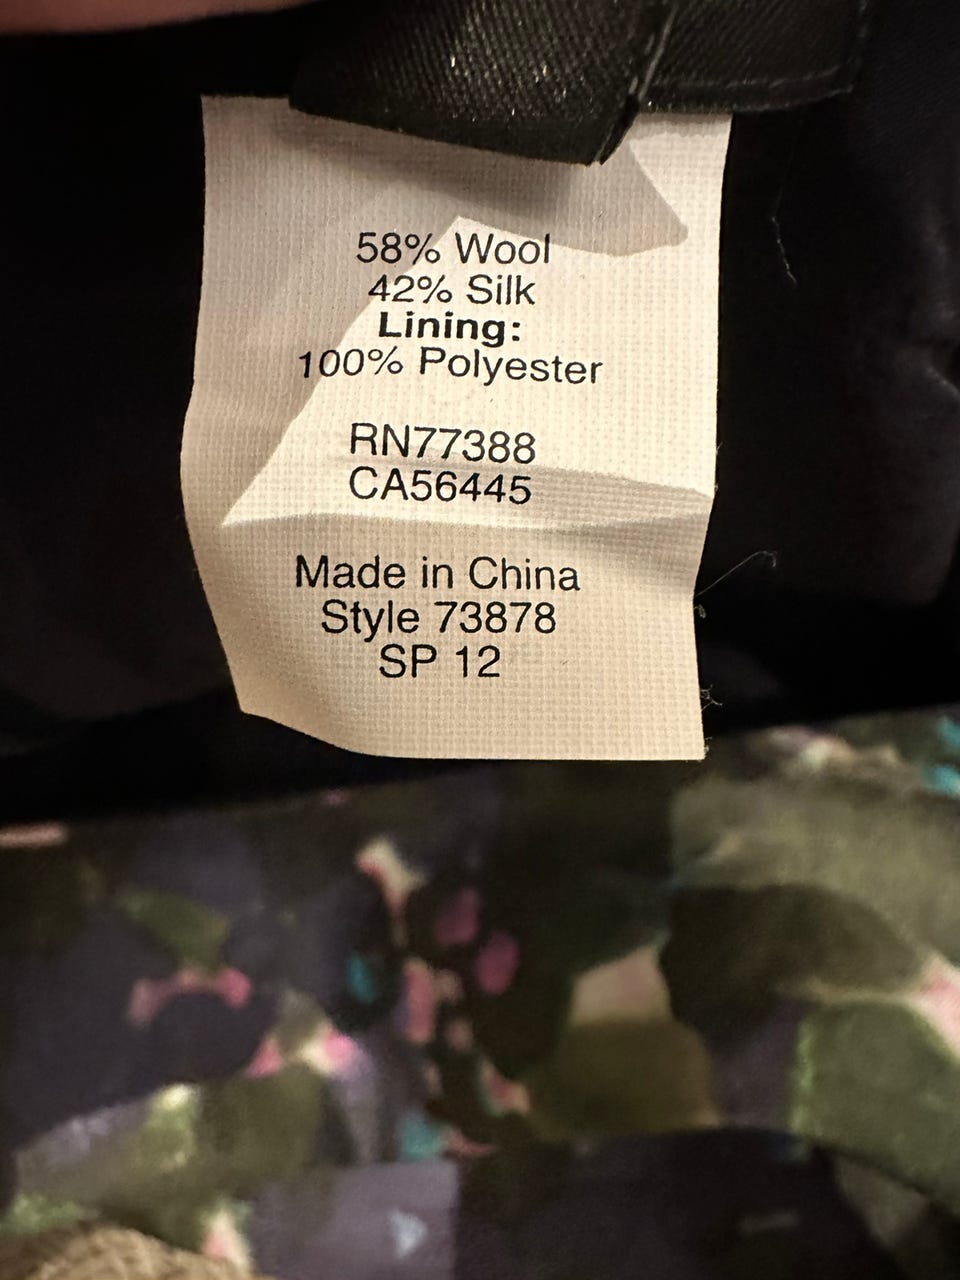 58% Wool
42% Silk
Lining:
100% Polyester
RN77388
CA56445
Made in China
Style 73878
SP 12